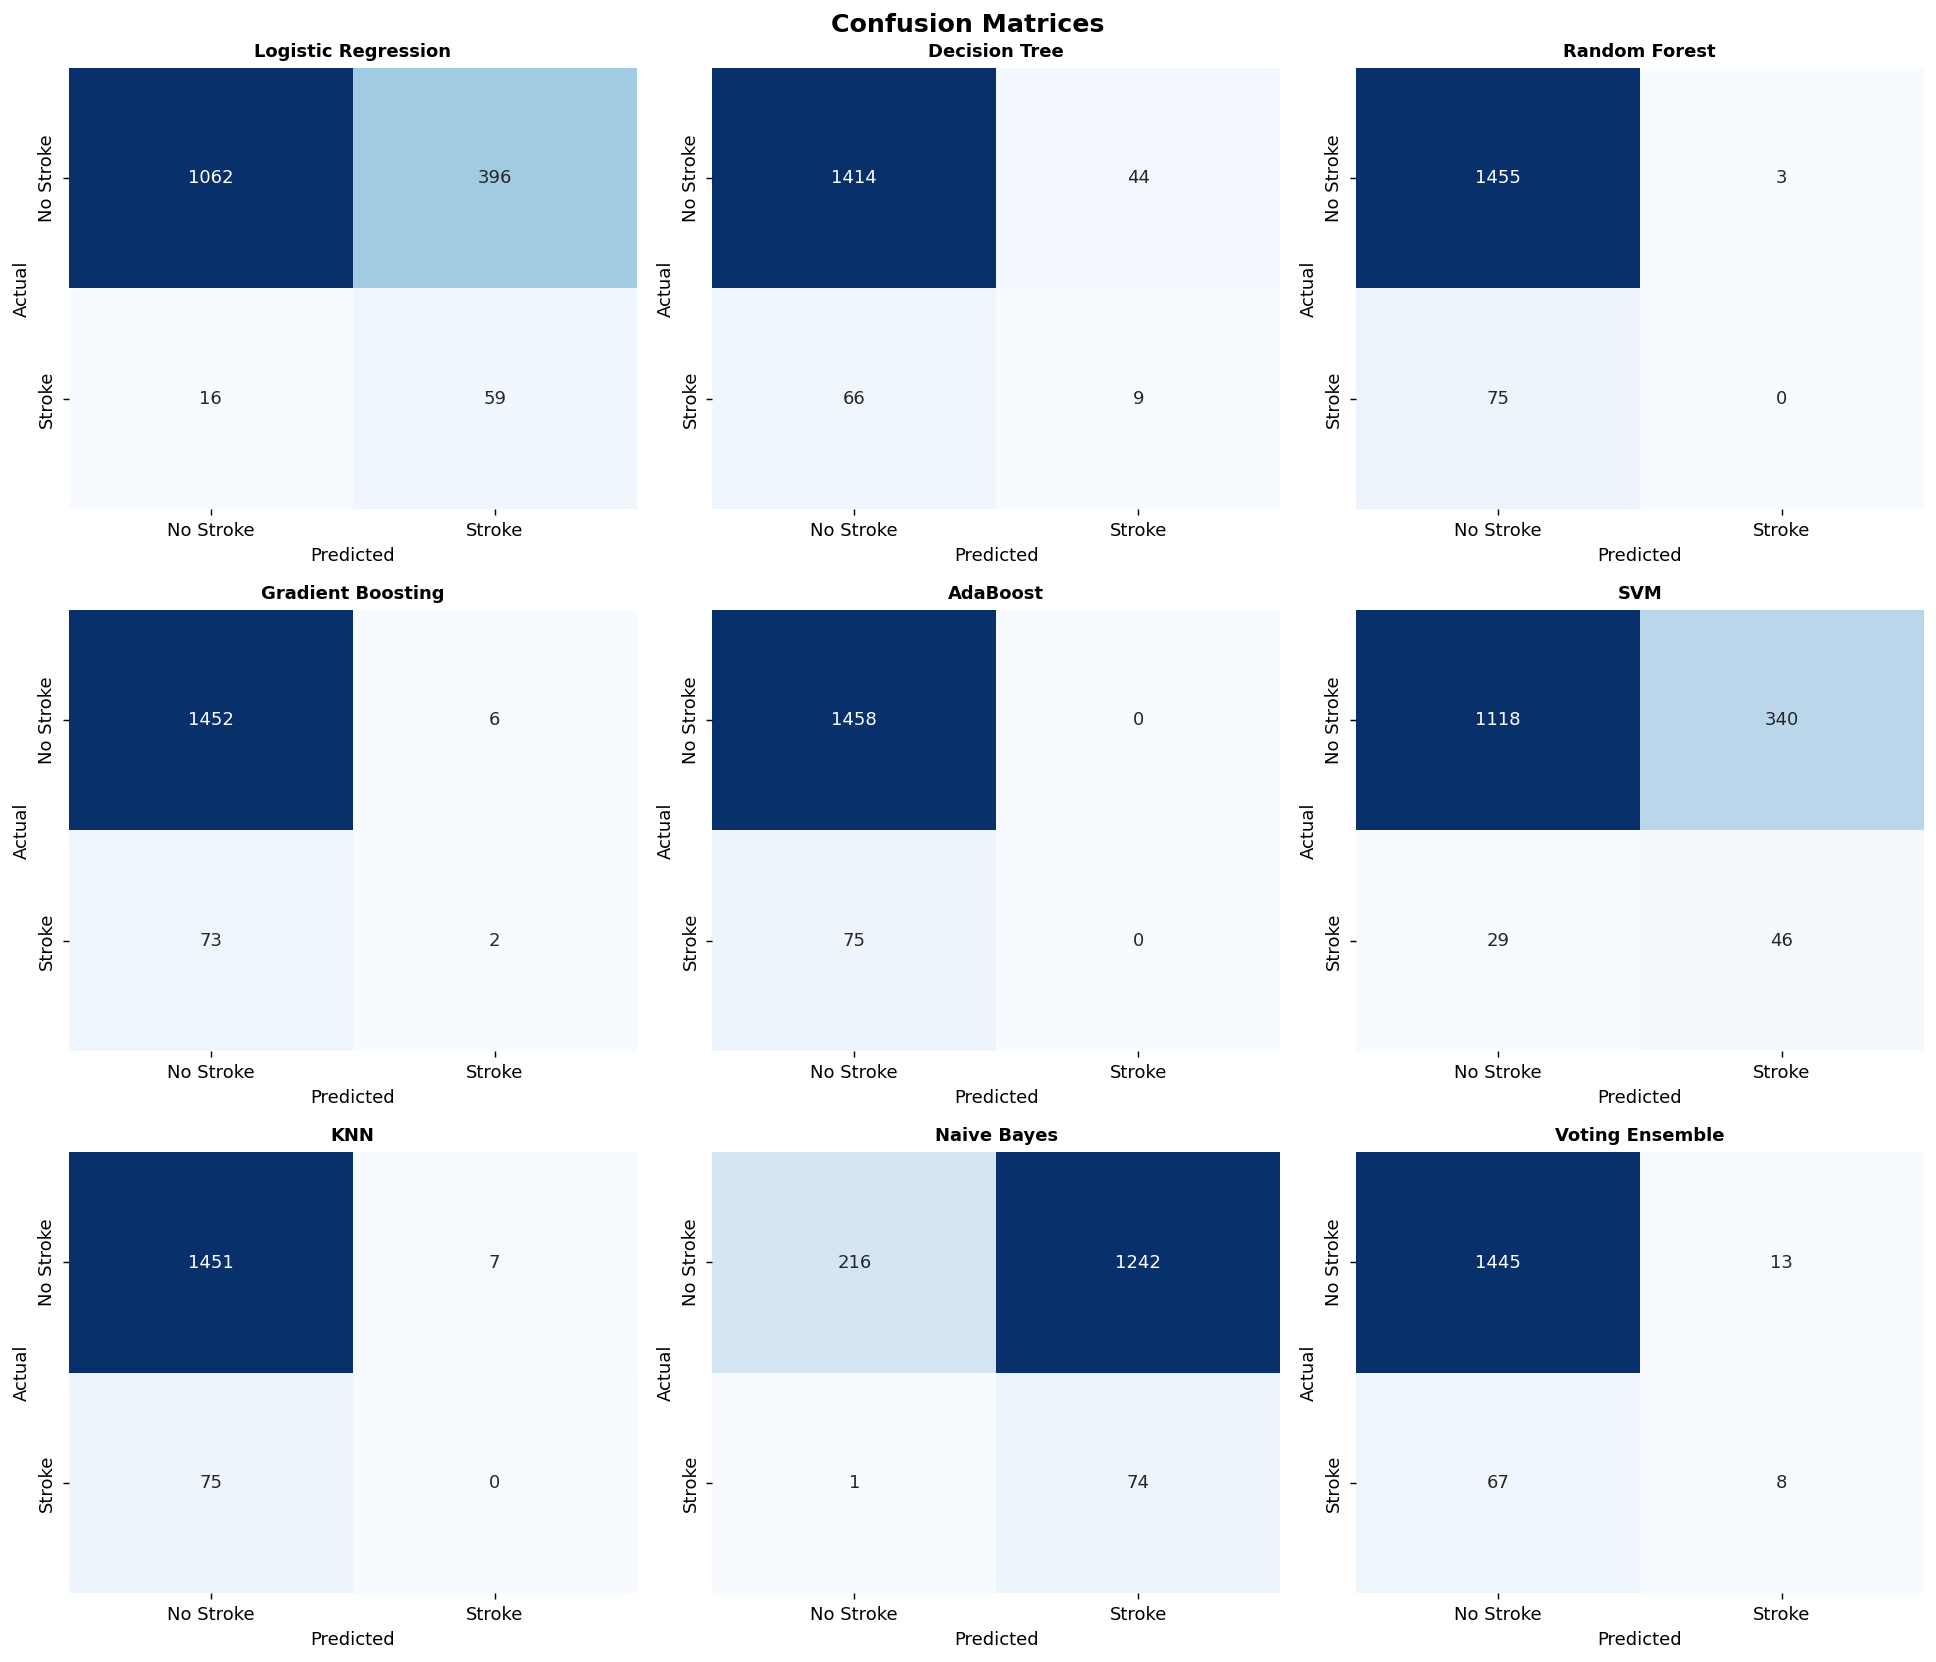 Confusion Matrices
Logistic Regression
Actual
No Stroke
1062
396
Stroke
16
59
No Stroke
Stroke
Predicted
Decision Tree
Actual
No Stroke
1414
44
Stroke
66
9
No Stroke
Stroke
Predicted
Random Forest
Actual
No Stroke
1455
3
Stroke
75
0
No Stroke
Stroke
Predicted
Gradient Boosting
Actual
No Stroke
1452
6
Stroke
73
2
No Stroke
Stroke
Predicted
AdaBoost
Actual
No Stroke
1458
0
Stroke
75
0
No Stroke
Stroke
Predicted
SVM
Actual
No Stroke
1118
340
Stroke
29
46
No Stroke
Stroke
Predicted
KNN
Actual
No Stroke
1451
7
Stroke
75
0
No Stroke
Stroke
Predicted
Naive Bayes
Actual
No Stroke
216
1242
Stroke
1
74
No Stroke
Stroke
Predicted
Voting Ensemble
Actual
No Stroke
1445
13
Stroke
67
8
No Stroke
Stroke
Predicted